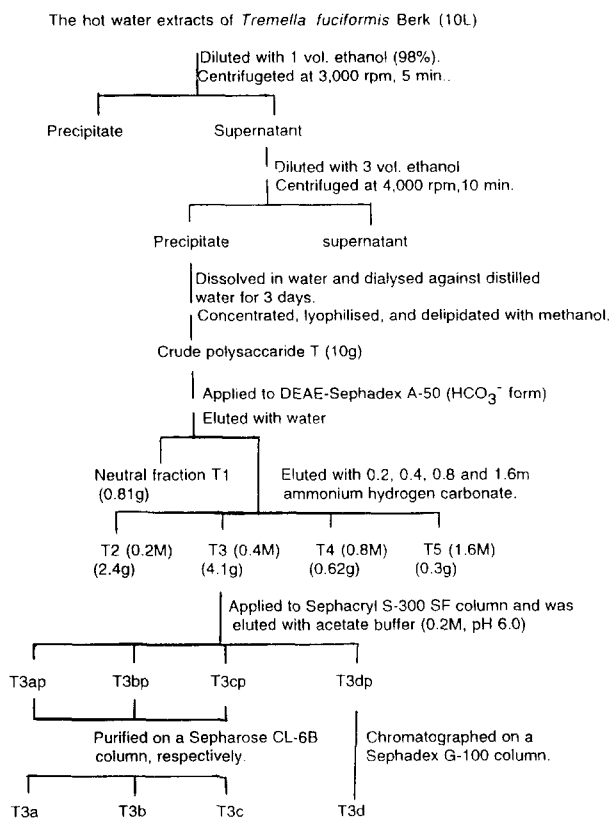 The hot water extracts of Tremella fuciformis Berk (10L)
Diluted with 1 vol. ethanol (98%).
Centrifugeted at 3,000 rpm, 5 min..
Precipitate Supernatant
Diluted with 3 vol. ethanol
Centrifuged at 4,000 rpm,10 min.
Precipitate supernatant
Dissolved in water and dialysed against distilled
water for 3 days.
Concentrated, lyophilised, and delipidated with methanol.
Crude polysaccaride T (10g)
Applied to DEAE-Sephadex A-50 (HCO3- form)
Eluted with water
Neutral fraction T1
(0.81g)
Eluted with 0.2, 0.4, 0.8 and 1.6m
ammonium hydrogen carbonate.
T2 (0.2M) T3 (0.4M) T4 (0.8M) T5 (1.6M)
(2.4g) (4.1g) (0.62g) (0.3g)
Applied to Sephacryl S-300 SF column and was
eluted with acetate buffer (0.2M, pH 6.0)
T3ap T3bp T3cp T3dp
Purified on a Sepharose CL-6B
column, respectively.
Chromatographed on a
Sephadex G-100 column.
T3a T3b T3c T3d